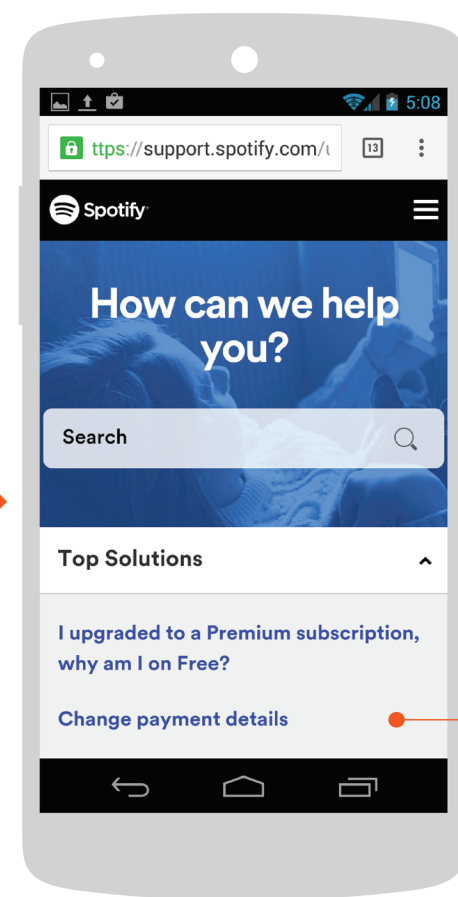 5:08
ttps://support.spotify.com/u
13
Spotify
How can we help
you?
Search
Top Solutions
I upgraded to a Premium subscription,
why am I on Free?
Change payment details